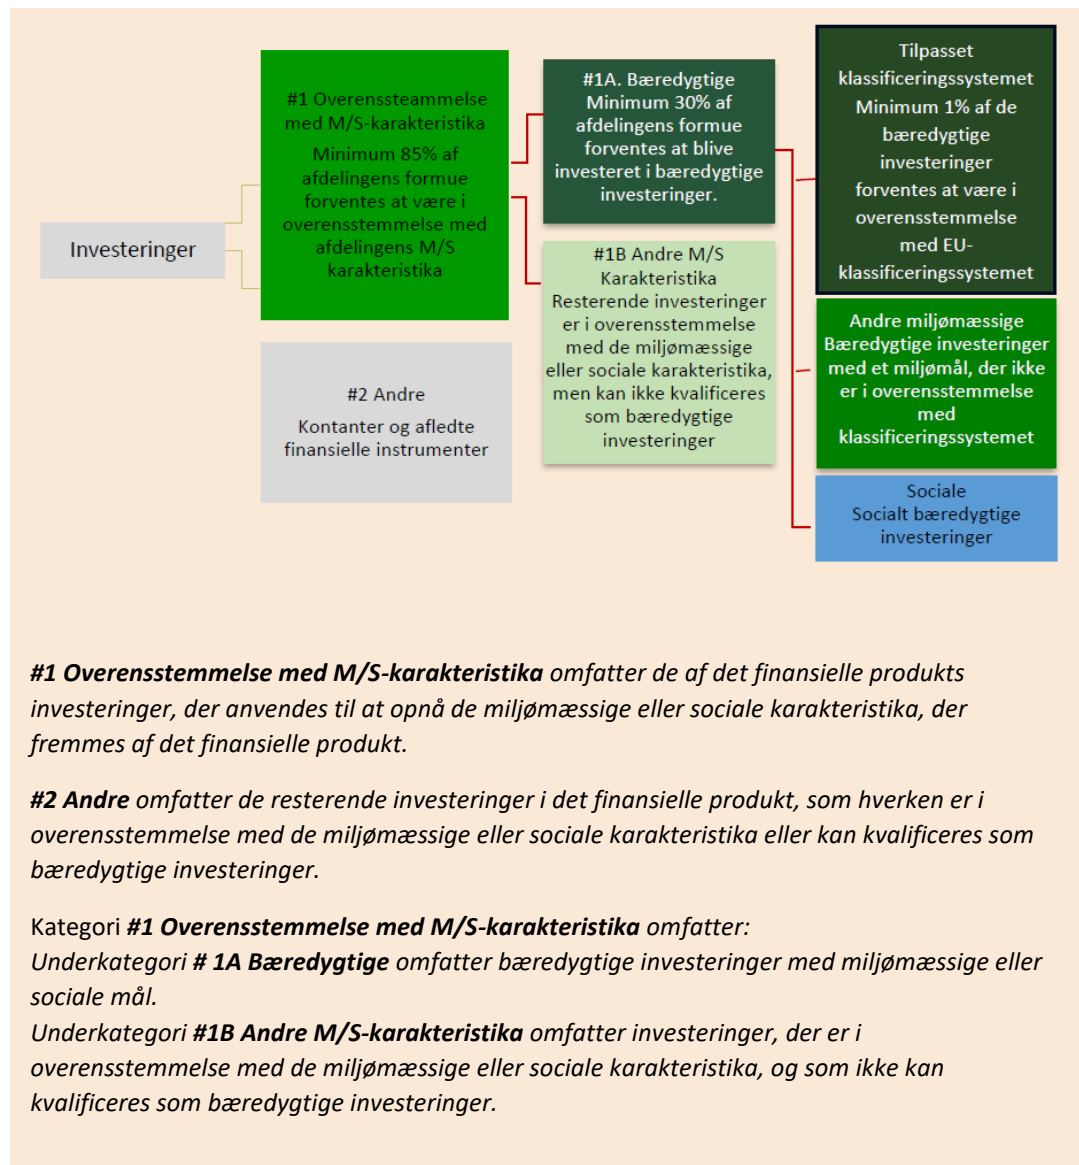 Investeringer
#1 Overenssteammelse
med M/S-karakteristika
Minimum 85% af
afdelingens formue
forventes at være i
overensstemmelse med
afdelingens M/S
karakteristika
#2 Andre
Kontanter og afledte
finansielle instrumenter
#1A. Bæredygtige
Minimum 30% af
afdelingens formue
forventes at blive
investeret i bæredygtige
investeringer.
#1B Andre M/S
Karakteristika
Resterende investeringer
er i overensstemmelse
med de miljømæssige
eller sociale karakteristika,
men kan ikke kvalificeres
som bæredygtige
investeringer
Tilpasset
klassificeringssystemet
Minimum 1% af de
bæredygtige
investeringer
forventes at være i
overensstemmelse
med EU-
klassificeringssystemet
Andre miljømæssige
Bæredygtige investeringer
med et miljømål, der ikke
er i overensstemmelse
med
klassificeringssystemet
Sociale
Socialt bæredygtige
investeringer
#1 Overensstemmelse med M/S-karakteristika omfatter de af det finansielle produkts
investeringer, der anvendes til at opnå de miljømæssige eller sociale karakteristika, der
fremmes af det finansielle produkt.
#2 Andre omfatter de resterende investeringer i det finansielle produkt, som hverken er i
overensstemmelse med de miljømæssige eller sociale karakteristika eller kan kvalificeres som
bæredygtige investeringer.
Kategori #1 Overensstemmelse med M/S-karakteristika omfatter:
Underkategori # 1A Bæredygtige omfatter bæredygtige investeringer med miljømæssige eller
sociale mål.
Underkategori #1B Andre M/S-karakteristika omfatter investeringer, der er i
overensstemmelse med de miljømæssige eller sociale karakteristika, og som ikke kan
kvalificeres som bæredygtige investeringer.